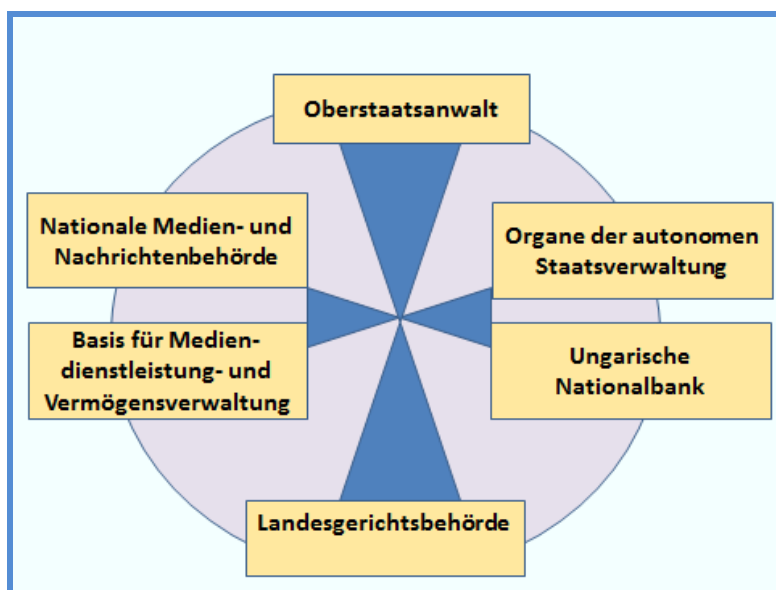 Oberstaatsanwalt
Nationale Medien- und
Nachrichtenbehörde
Organe der autonomen
Staatsverwaltung
Basis für Medien-
dienstleistung- und
Vermögensverwaltung
Ungarische
Nationalbank
Landesgerichtsbehörde